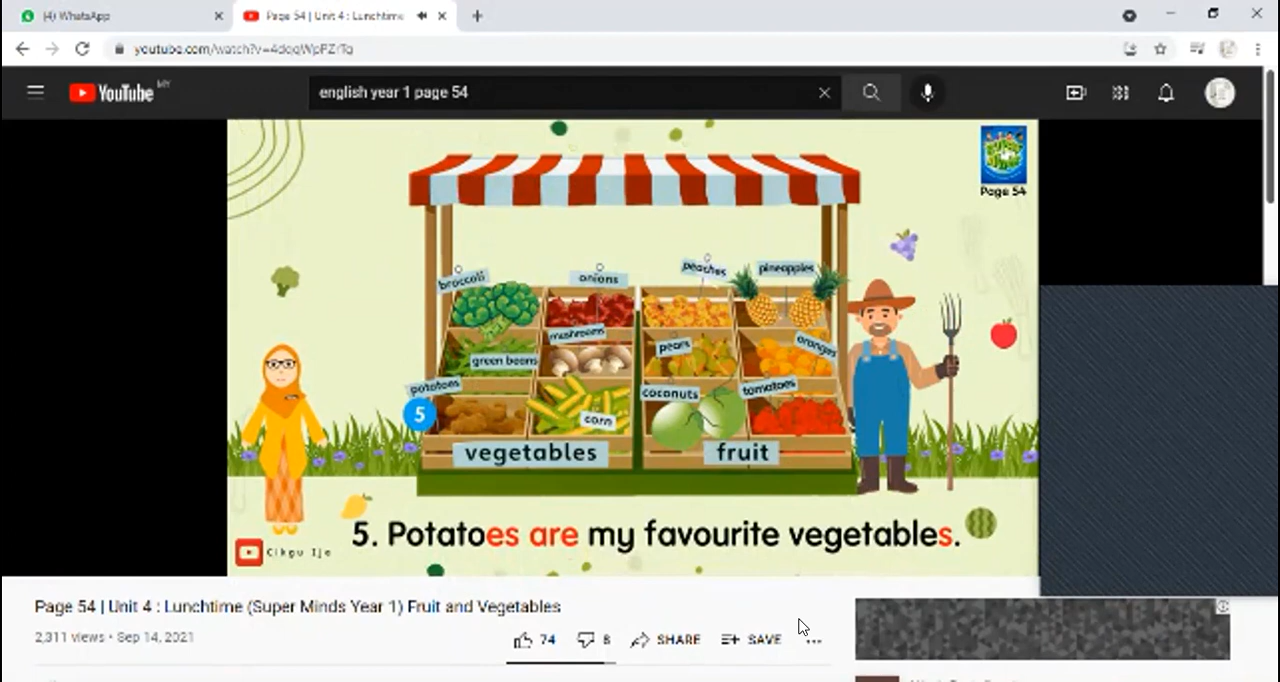 (4) WhatsApp
Page 54 | Unit 4 : Lunchtime
youtube.com/watch?v=4dqqWpPZrTg
YouTube MY
english year 1 page 54
Page 54
broccoli
onions
peaches
pineapples
mushrooms
green beans
pears
oranges
potatoes
corn
coconuts
tomatoes
5
vegetables
fruit
5. Potatoes are my favourite vegetables.
Cikgu Ija
Page 54 | Unit 4 : Lunchtime (Super Minds Year 1) Fruit and Vegetables
2,311 views • Sep 14, 2021
74
8
SHARE
SAVE